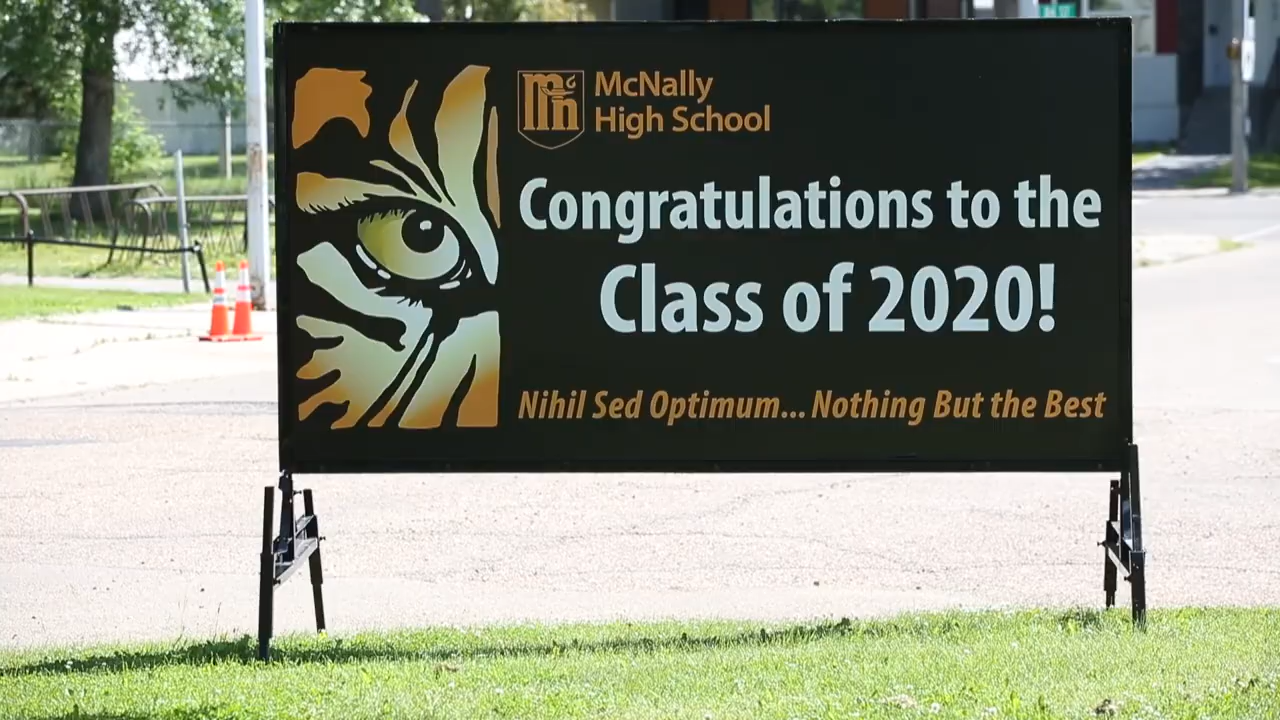 McNally
High School
Congratulations to the
Class of 2020!
Nihil Sed Optimum... Nothing But the Best